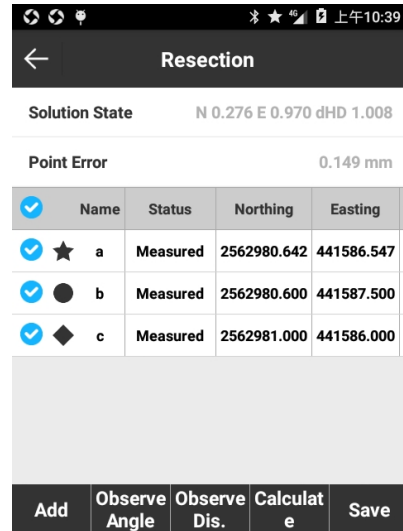 4G 上午10:39
Resection
Solution State N 0.276 E 0.970 dHD 1.008
Point Error 0.149 mm
Name Status Northing Easting
a Measured 2562980.642 441586.547
b Measured 2562980.600 441587.500
c Measured 2562981.000 441586.000
Add Observe Angle Observe Dis. Calculate Save